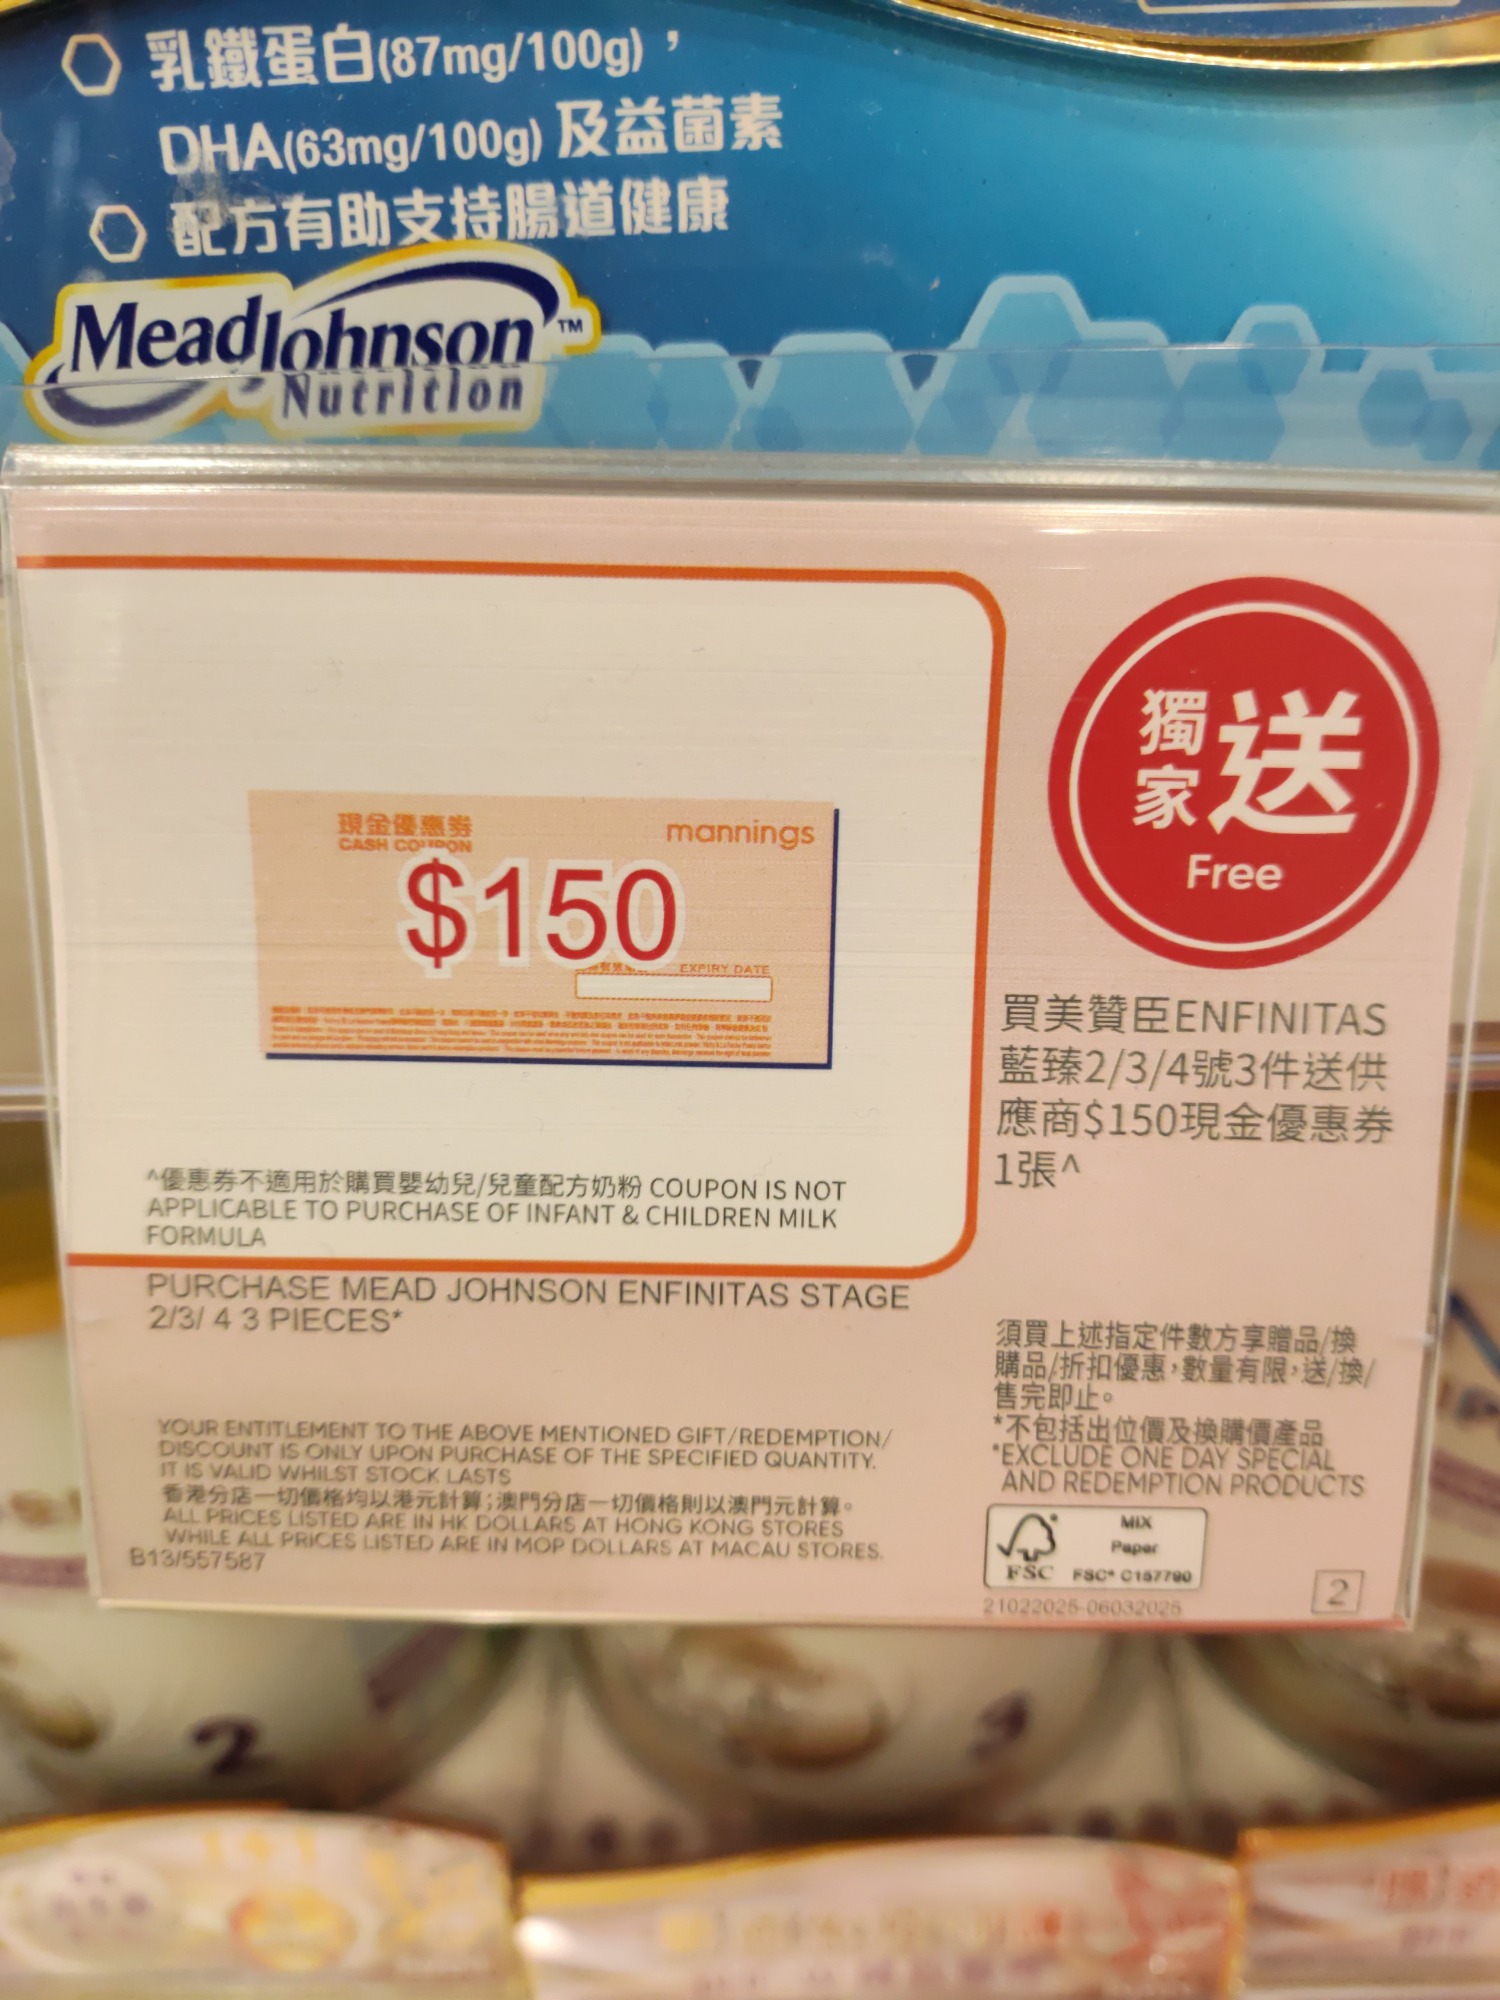 乳鐵蛋白(87mg/100g)，
DHA(63mg/100g) 及益菌素
配方有助支持腸道健康
MeadJohnson™
Nutrition
獨家送
Free
現金優惠券
CASH COUPON
mannings
$150
EXPIRY DATE
買美贊臣ENFINITAS
藍臻2/3/4號3件送供
應商$150現金優惠券
1張^
^優惠券不適用於購買嬰幼兒/兒童配方奶粉 COUPON IS NOT
APPLICABLE TO PURCHASE OF INFANT & CHILDREN MILK
FORMULA
PURCHASE MEAD JOHNSON ENFINITAS STAGE
2/3/ 4 3 PIECES*
須買上述指定件數方享贈品/換
購品/折扣優惠，數量有限，送/換/
售完即止。
*不包括出位價及換購價產品
*EXCLUDE ONE DAY SPECIAL
AND REDEMPTION PRODUCTS
YOUR ENTITLEMENT TO THE ABOVE MENTIONED GIFT/REDEMPTION/
DISCOUNT IS ONLY UPON PURCHASE OF THE SPECIFIED QUANTITY.
IT IS VALID WHILST STOCK LASTS
香港分店一切價格均以港元計算；澳門分店一切價格則以澳門元計算。
ALL PRICES LISTED ARE IN HK DOLLARS AT HONG KONG STORES
WHILE ALL PRICES LISTED ARE IN MOP DOLLARS AT MACAU STORES.
B13/557587
MIX
Paper
FSC FSC® C157790
21022025-06032025
2
2
3